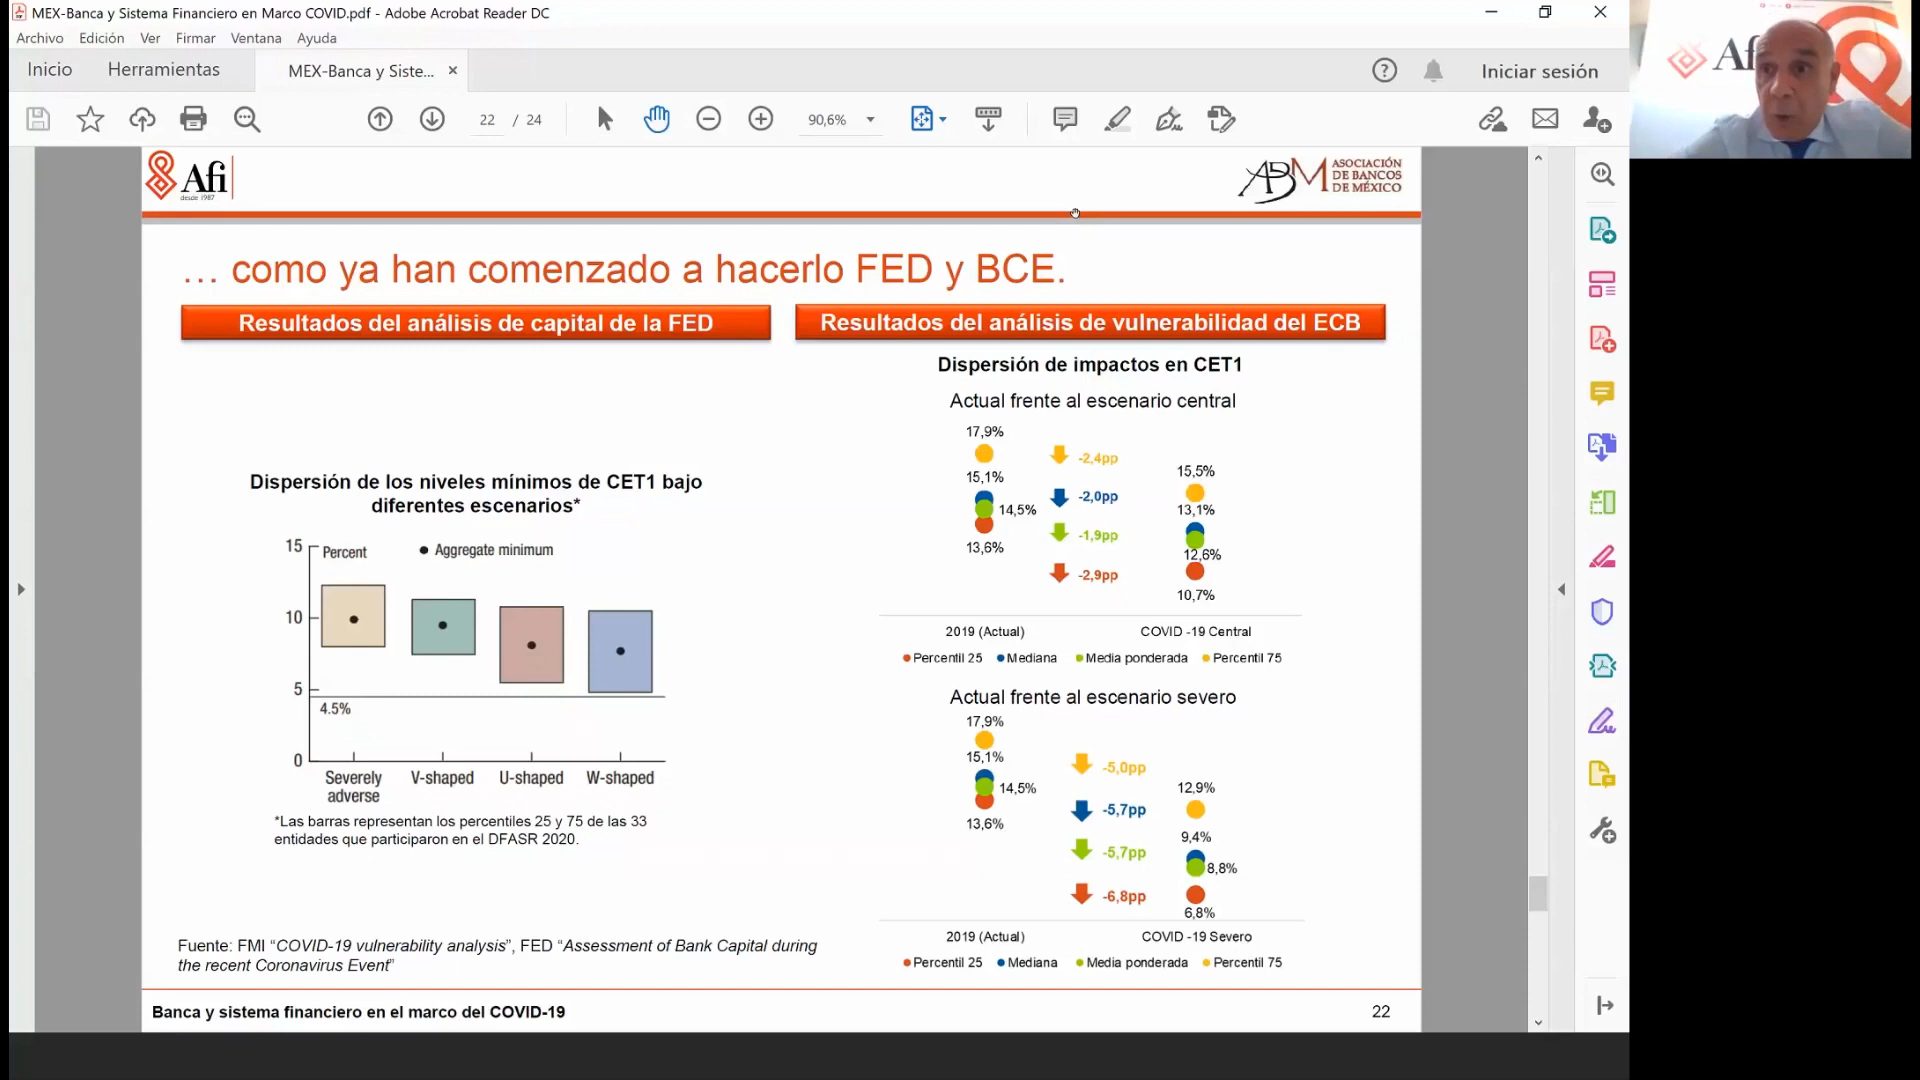 MEX-Banca y Sistema Financiero en Marco COVID.pdf - Adobe Acrobat Reader DC
Archivo Edición Ver Firmar Ventana Ayuda
Inicio Herramientas MEX-Banca y Siste... Iniciar sesión
22 / 24 90,6%
Afi
desde 1987
ABM ASOCIACIÓN
DE BANCOS
DE MÉXICO
… como ya han comenzado a hacerlo FED y BCE.
Resultados del análisis de capital de la FED
Dispersión de los niveles mínimos de CET1 bajo
diferentes escenarios*
15 Percent
Aggregate minimum
10
5
4.5%
0
Severely
adverse
V-shaped
U-shaped
W-shaped
*Las barras representan los percentiles 25 y 75 de las 33
entidades que participaron en el DFASR 2020.
Resultados del análisis de vulnerabilidad del ECB
Dispersión de impactos en CET1
Actual frente al escenario central
17,9%
-2,4pp
15,5%
15,1%
-2,0pp
13,1%
14,5%
-1,9pp
12,6%
13,6%
-2,9pp
10,7%
2019 (Actual) COVID -19 Central
Percentil 25 Mediana Media ponderada Percentil 75
Actual frente al escenario severo
17,9%
-5,0pp
12,9%
15,1%
-5,7pp
9,4%
14,5%
-5,7pp
8,8%
13,6%
-6,8pp
6,8%
2019 (Actual) COVID -19 Severo
Percentil 25 Mediana Media ponderada Percentil 75
Fuente: FMI “COVID-19 vulnerability analysis”, FED “Assessment of Bank Capital during
the recent Coronavirus Event”
Banca y sistema financiero en el marco del COVID-19 22
Afi